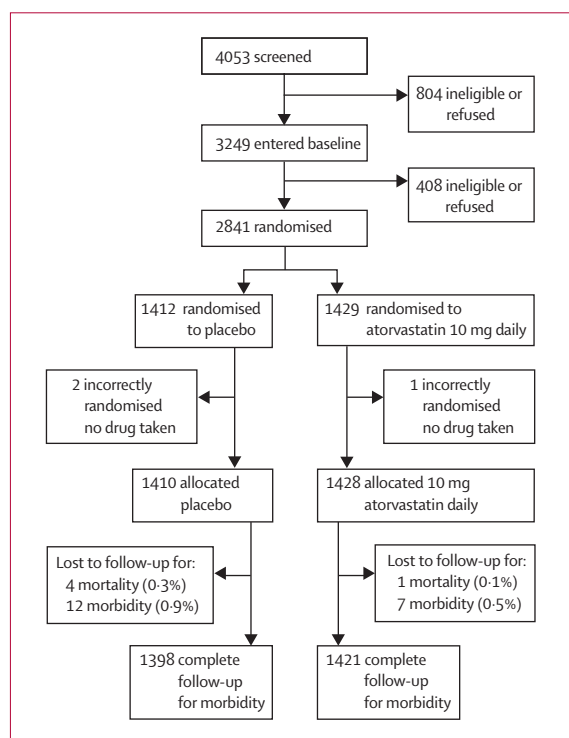 4053 screened
804 ineligible or
refused
3249 entered baseline
408 ineligible or
refused
2841 randomised
1412 randomised
to placebo
1429 randomised to
atorvastatin 10 mg daily
2 incorrectly
randomised
no drug taken
1 incorrectly
randomised
no drug taken
1410 allocated
placebo
1428 allocated 10 mg
atorvastatin daily
Lost to follow-up for:
4 mortality (0·3%)
12 morbidity (0·9%)
Lost to follow-up for:
1 mortality (0·1%)
7 morbidity (0·5%)
1398 complete
follow-up
for morbidity
1421 complete
follow-up
for morbidity